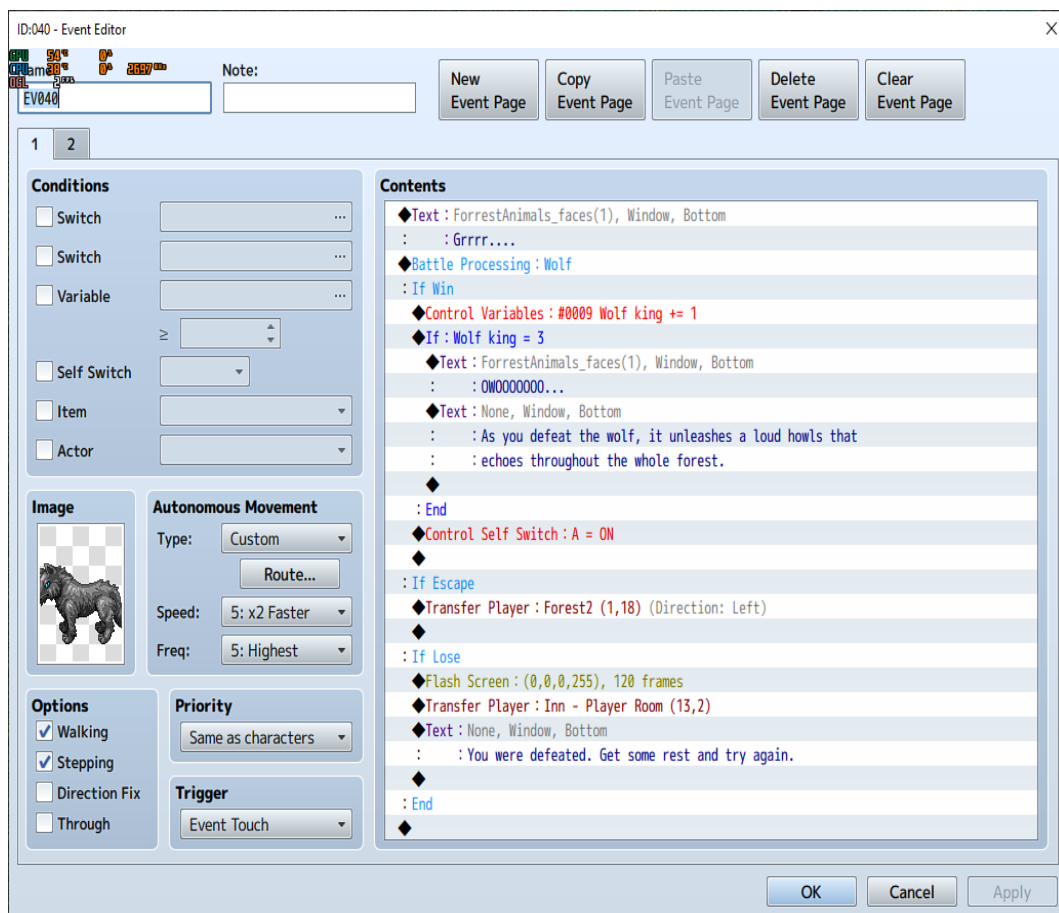 ID:040 - Event Editor
GPU 54°C 0%
CPU 38°C 0% 2697
Note:
EV040
New Event Page
Copy Event Page
Paste Event Page
Delete Event Page
Clear Event Page
1 2
Conditions
Switch ...
Switch ...
Variable ...
≥
Self Switch
Item
Actor
Image
Autonomous Movement
Type: Custom
Route...
Speed: 5: x2 Faster
Freq: 5: Highest
Options
Walking
Stepping
Direction Fix
Through
Priority
Same as characters
Trigger
Event Touch
Contents
◆Text : ForrestAnimals_faces(1), Window, Bottom
: : Grrrr....
◆Battle Processing : Wolf
: If Win
◆Control Variables : #0009 Wolf king += 1
◆If : Wolf king = 3
◆Text : ForrestAnimals_faces(1), Window, Bottom
: : OWOOOOOOO...
◆Text : None, Window, Bottom
: : As you defeat the wolf, it unleashes a loud howls that
: : echoes throughout the whole forest.
◆
: End
◆Control Self Switch : A = ON
◆
: If Escape
◆Transfer Player : Forest2 (1,18) (Direction: Left)
◆
: If Lose
◆Flash Screen : (0,0,0,255), 120 frames
◆Transfer Player : Inn - Player Room (13,2)
◆Text : None, Window, Bottom
: : You were defeated. Get some rest and try again.
◆
: End
◆
OK
Cancel
Apply